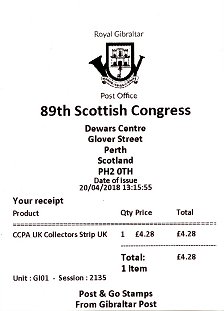 Royal Gibraltar
Post Office
89th Scottish Congress
Dewars Centre
Glover Street
Perth
Scotland
PH2 0TH
Date of Issue
20/04/2018 13:15:55
Your receipt
Product Qty Price Total
CCPA UK Collectors Strip UK 1 £4.28 £4.28
Total: £4.28
1 Item
Unit : GI01 - Session : 2135
Post & Go Stamps
From Gibraltar Post